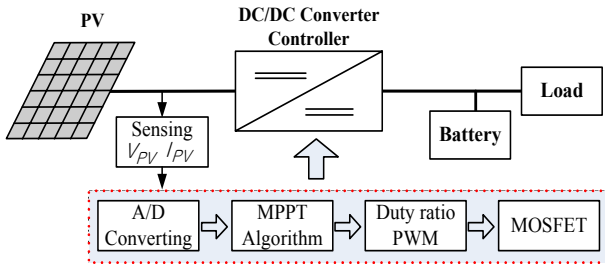 PV
DC/DC Converter
Controller
Load
Battery
Sensing
V_PV I_PV
A/D
Converting
MPPT
Algorithm
Duty ratio
PWM
MOSFET